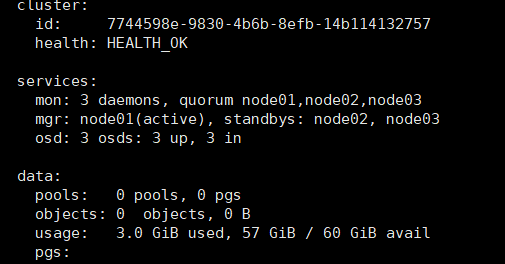 cluster:
id: 7744598e-9830-4b6b-8efb-14b114132757
health: HEALTH_OK
services:
mon: 3 daemons, quorum node01,node02,node03
mgr: node01(active), standbys: node02, node03
osd: 3 osds: 3 up, 3 in
data:
pools: 0 pools, 0 pgs
objects: 0 objects, 0 B
usage: 3.0 GiB used, 57 GiB / 60 GiB avail
pgs: